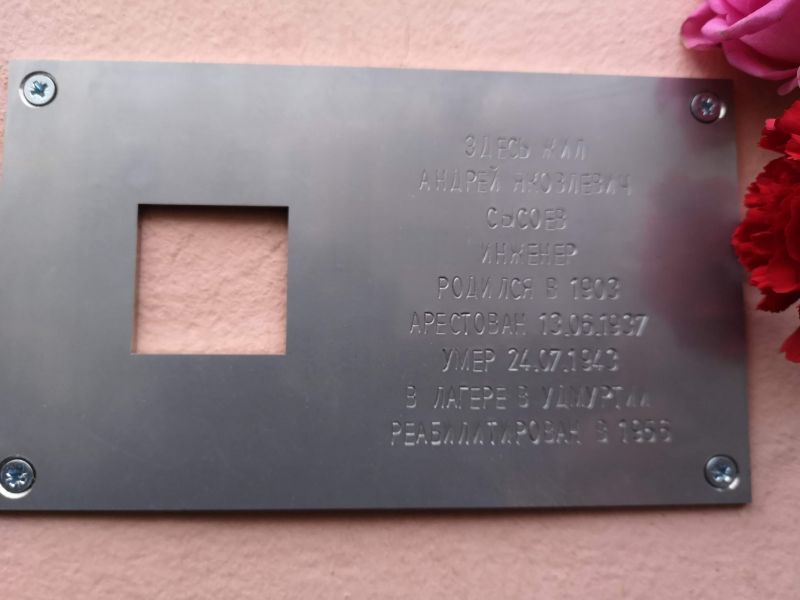 ЗДЕСЬ ЖИЛ
АНДРЕЙ ЯКОВЛЕВИЧ
СЫСОЕВ
ИНЖЕНЕР
РОДИЛСЯ В 1903
АРЕСТОВАН 13.06.1937
УМЕР 24.07.1943
В ЛАГЕРЕ В УДМУРТИИ
РЕАБИЛИТИРОВАН В 1956